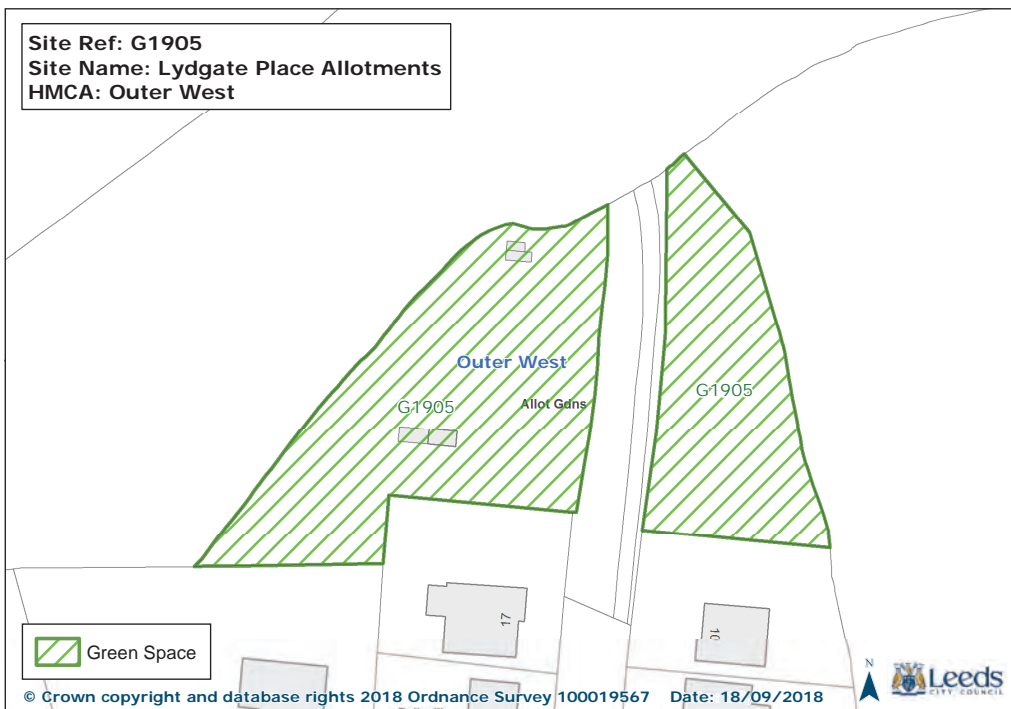 Site Ref: G1905
Site Name: Lydgate Place Allotments
HMCA: Outer West
Outer West
G1905
Allot Gdns
G1905
17
10
Green Space
© Crown copyright and database rights 2018 Ordnance Survey 100019567 Date: 18/09/2018
N
Leeds
CITY COUNCIL